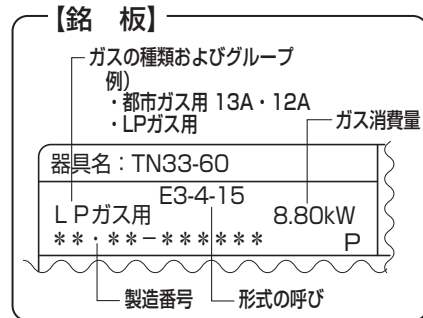 【銘 板】
ガスの種類およびグループ
例)
・都市ガス用 13A・12A
・LPガス用
ガス消費量
器具名：TN33-60
E3-4-15
LPガス用 8.80kW
＊＊・＊＊－＊＊＊＊＊＊ P
製造番号 形式の呼び